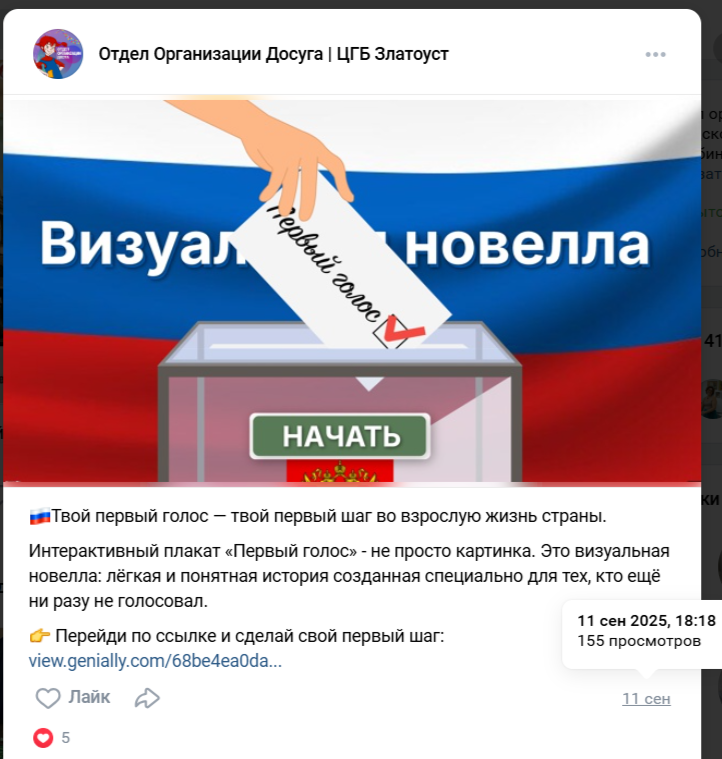 Отдел Организации Досуга | ЦГБ Златоуст
Визуал новелла
Первый голос
НАЧАТЬ
🇷🇺Твой первый голос — твой первый шаг во взрослую жизнь страны.
Интерактивный плакат «Первый голос» - не просто картинка. Это визуальная
новелла: лёгкая и понятная история созданная специально для тех, кто ещё
ни разу не голосовал.
👉 Перейди по ссылке и сделай свой первый шаг:
view.genially.com/68be4ea0da...
11 сен 2025, 18:18
155 просмотров
Лайк
11 сен
5
41